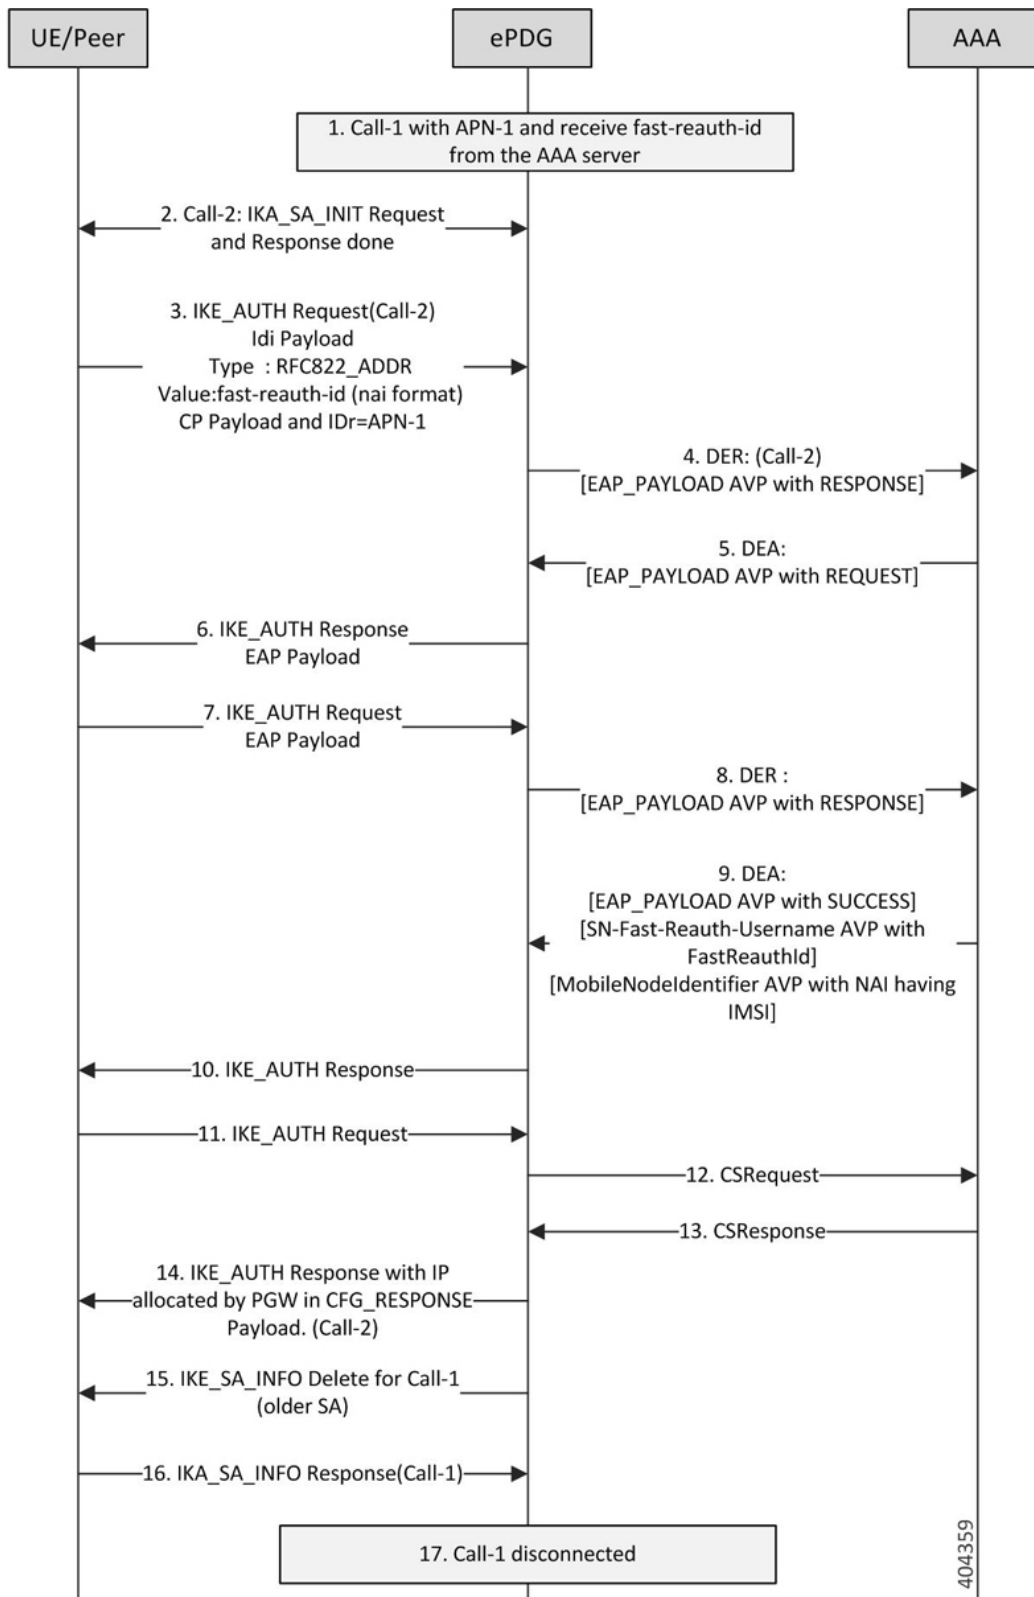 UE/Peer
ePDG
AAA
1. Call-1 with APN-1 and receive fast-reauth-id
from the AAA server
2. Call-2: IKA_SA_INIT Request
and Response done
3. IKE_AUTH Request(Call-2)
Idi Payload
Type : RFC822_ADDR
Value:fast-reauth-id (nai format)
CP Payload and IDr=APN-1
4. DER: (Call-2)
[EAP_PAYLOAD AVP with RESPONSE]
5. DEA:
[EAP_PAYLOAD AVP with REQUEST]
6. IKE_AUTH Response
EAP Payload
7. IKE_AUTH Request
EAP Payload
8. DER :
[EAP_PAYLOAD AVP with RESPONSE]
9. DEA:
[EAP_PAYLOAD AVP with SUCCESS]
[SN-Fast-Reauth-Username AVP with
FastReauthId]
[MobileNodeIdentifier AVP with NAI having
IMSI]
10. IKE_AUTH Response
11. IKE_AUTH Request
12. CSRequest
13. CSResponse
14. IKE_AUTH Response with IP
allocated by PGW in CFG_RESPONSE
Payload. (Call-2)
15. IKE_SA_INFO Delete for Call-1
(older SA)
16. IKA_SA_INFO Response(Call-1)
17. Call-1 disconnected
404359